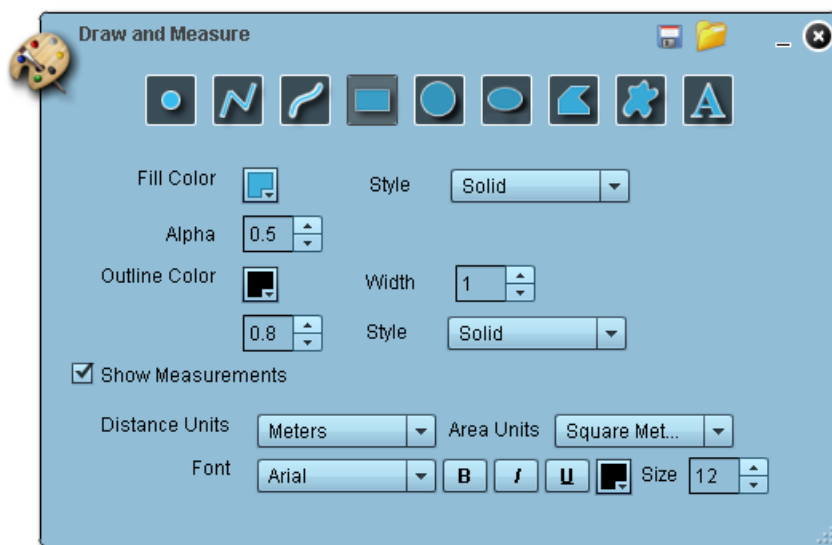 Draw and Measure
A
Fill Color Style Solid
Alpha 0.5
Outline Color Width 1
0.8 Style Solid
Show Measurements
Distance Units Meters Area Units Square Met...
Font Arial B I U Size 12